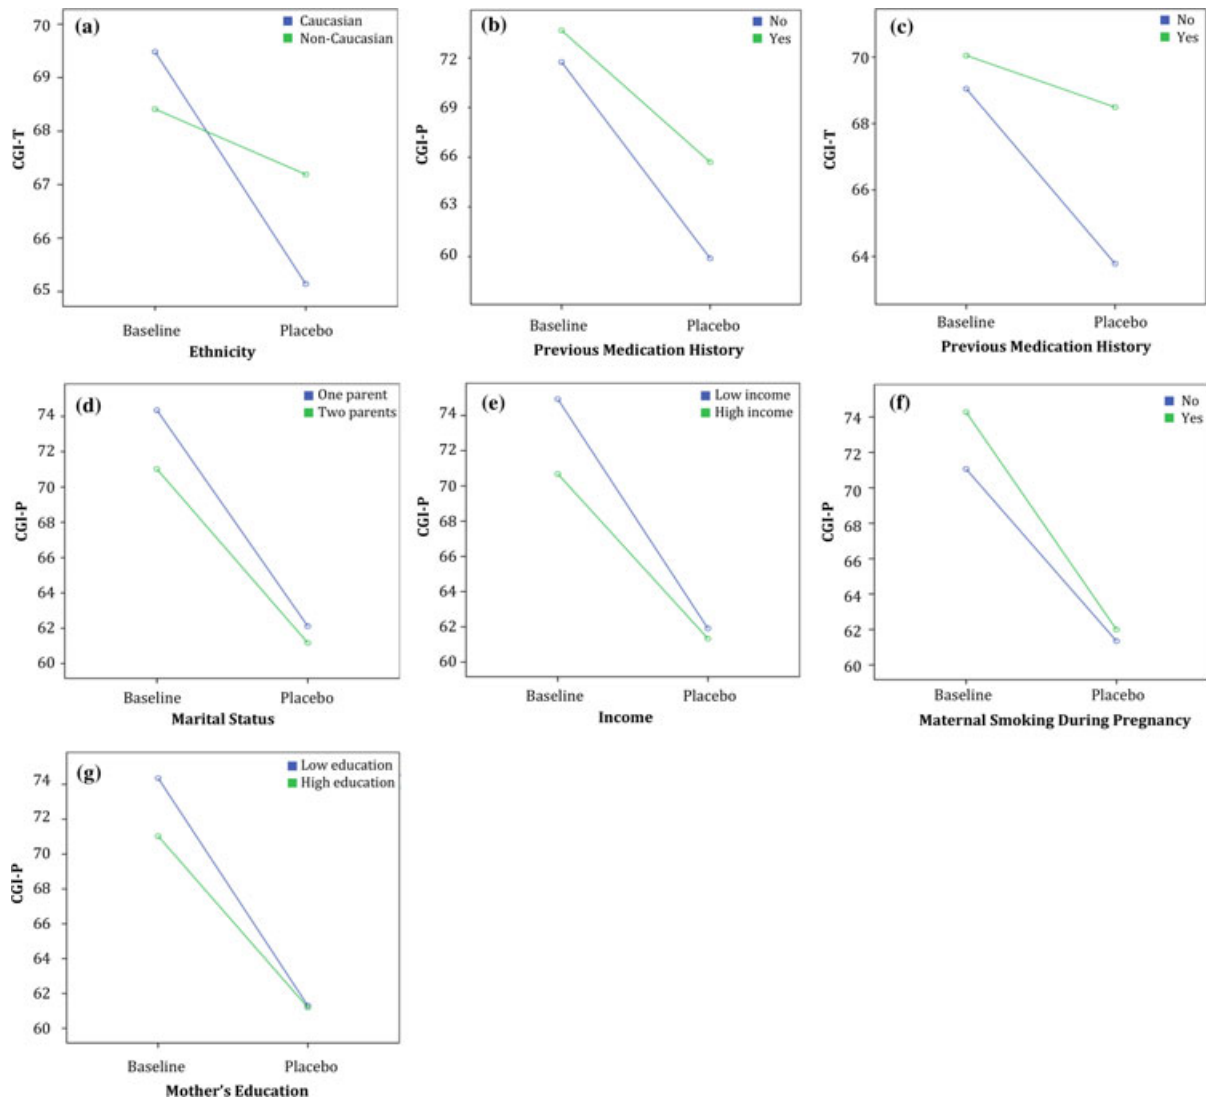 (a)
Caucasian
Non-Caucasian
70
69
68
67
66
65
CGI-T
Baseline
Placebo
Ethnicity
(b)
No
Yes
72
69
66
63
60
CGI-P
Baseline
Placebo
Previous Medication History
(c)
No
Yes
70
68
66
64
CGI-T
Baseline
Placebo
Previous Medication History
(d)
One parent
Two parents
74
72
70
68
66
64
62
60
CGI-P
Baseline
Placebo
Marital Status
(e)
Low income
High income
74
72
70
68
66
64
62
60
CGI-P
Baseline
Placebo
Income
(f)
No
Yes
74
72
70
68
66
64
62
60
CGI-P
Baseline
Placebo
Maternal Smoking During Pregnancy
(g)
Low education
High education
74
72
70
68
66
64
62
60
CGI-P
Baseline
Placebo
Mother's Education